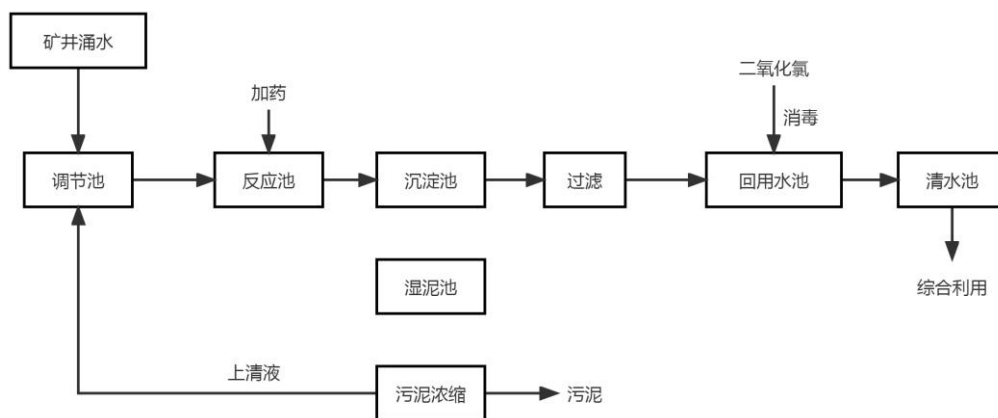 矿井涌水
加药
二氧化氯
消毒
调节池
反应池
沉淀池
过滤
回用水池
清水池
湿泥池
综合利用
上清液
污泥浓缩
污泥